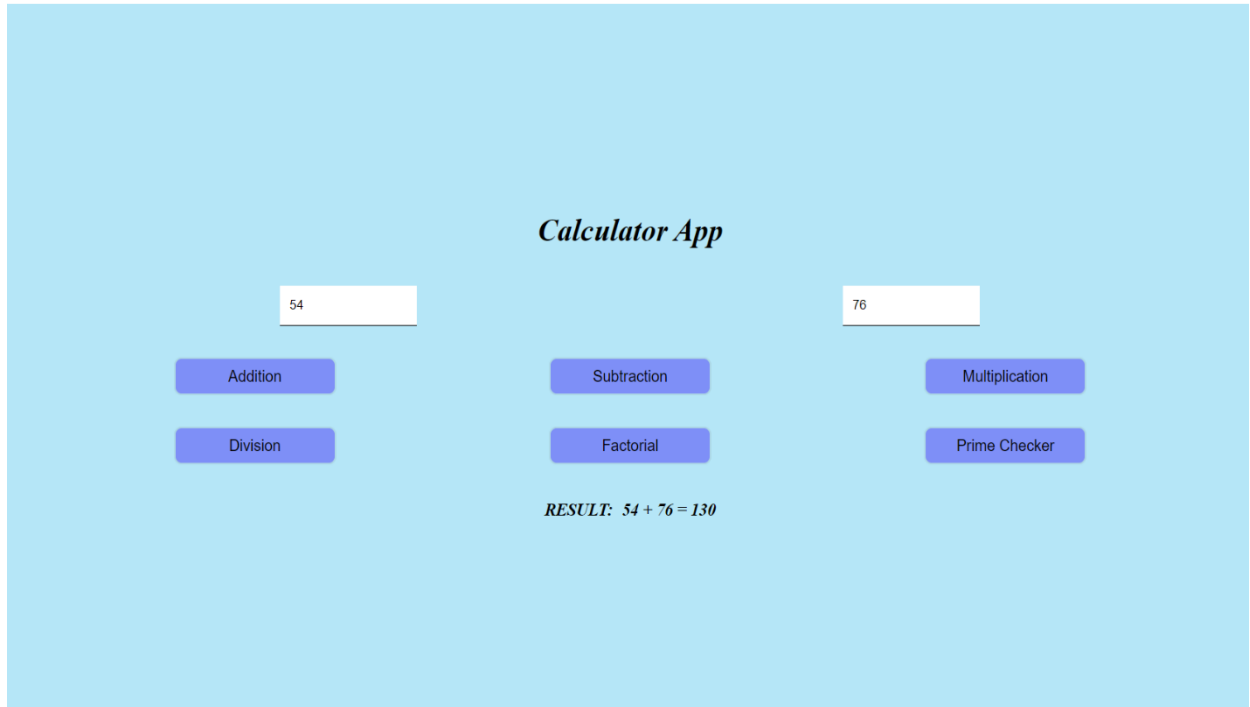 Calculator App
54 76
Addition Subtraction Multiplication
Division Factorial Prime Checker
RESULT: 54 + 76 = 130